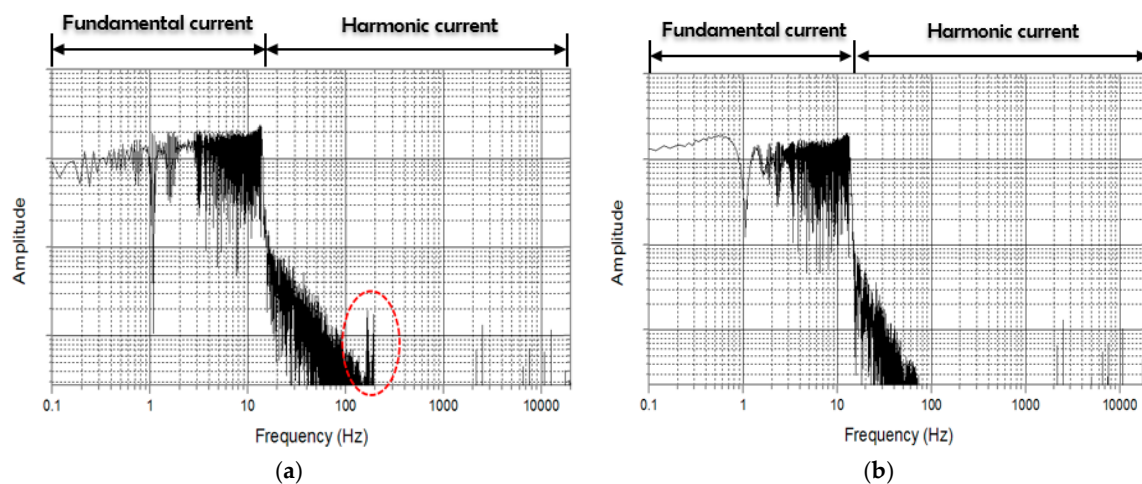 Fundamental current Harmonic current
Amplitude
0.1 1 10 100 1000 10000
Frequency (Hz)
(a)
Fundamental current Harmonic current
Amplitude
0.1 1 10 100 1000 10000
Frequency (Hz)
(b)